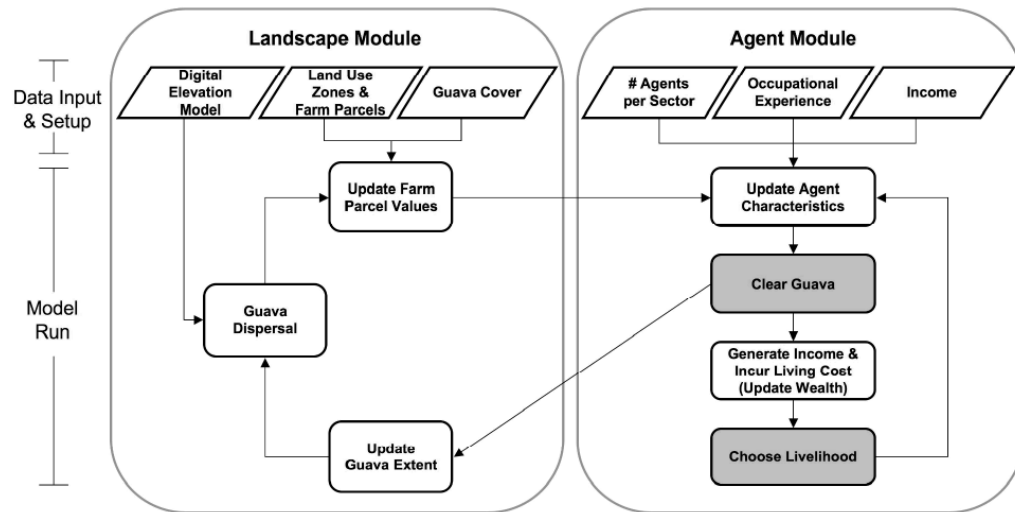 Landscape Module
Agent Module
Data Input
& Setup
Digital
Elevation
Model
Land Use
Zones &
Farm Parcels
Guava Cover
# Agents
per Sector
Occupational
Experience
Income
Model
Run
Update Farm
Parcel Values
Update Agent
Characteristics
Guava
Dispersal
Clear Guava
Generate Income &
Incur Living Cost
(Update Wealth)
Update
Guava Extent
Choose Livelihood